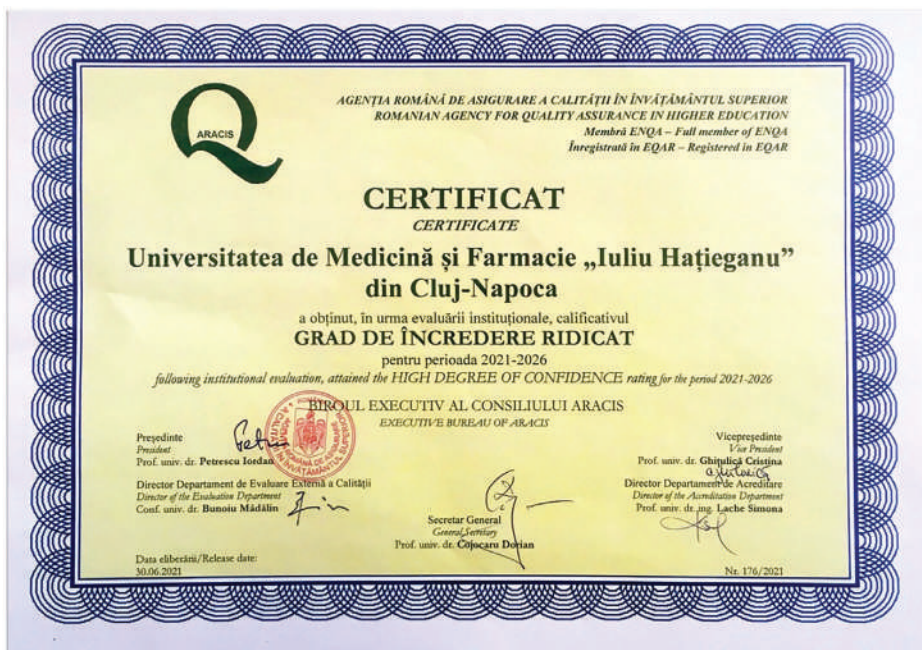 ARACIS
AGENȚIA ROMÂNĂ DE ASIGURARE A CALITĂȚII ÎN ÎNVĂȚĂMÂNTUL SUPERIOR
ROMANIAN AGENCY FOR QUALITY ASSURANCE IN HIGHER EDUCATION
Membră ENQA – Full member of ENQA
Înregistrată în EQAR – Registered in EQAR
CERTIFICAT
CERTIFICATE
Universitatea de Medicină și Farmacie „Iuliu Hațieganu”
din Cluj-Napoca
a obținut, în urma evaluării instituționale, calificativul
GRAD DE ÎNCREDERE RIDICAT
pentru perioada 2021-2026
following institutional evaluation, attained the HIGH DEGREE OF CONFIDENCE rating for the period 2021-2026
BIROUL EXECUTIV AL CONSILIULUI ARACIS
EXECUTIVE BUREAU OF ARACIS
Președinte
President
Prof. univ. dr. Petrescu Iordan
Director Departament de Evaluare Externă a Calității
Director of the Evaluation Department
Conf. univ. dr. Bunoiu Mădălin
Secretar General
General Secretary
Prof. univ. dr. Cojocaru Dorian
Vicepreședinte
Vice President
Prof. univ. dr. Ghițulică Cristina
Director Departament de Acreditare
Director of the Accreditation Department
Prof. univ. dr. ing. Lache Simona
Data eliberării/Release date:
30.06.2021
Nr. 176/2021